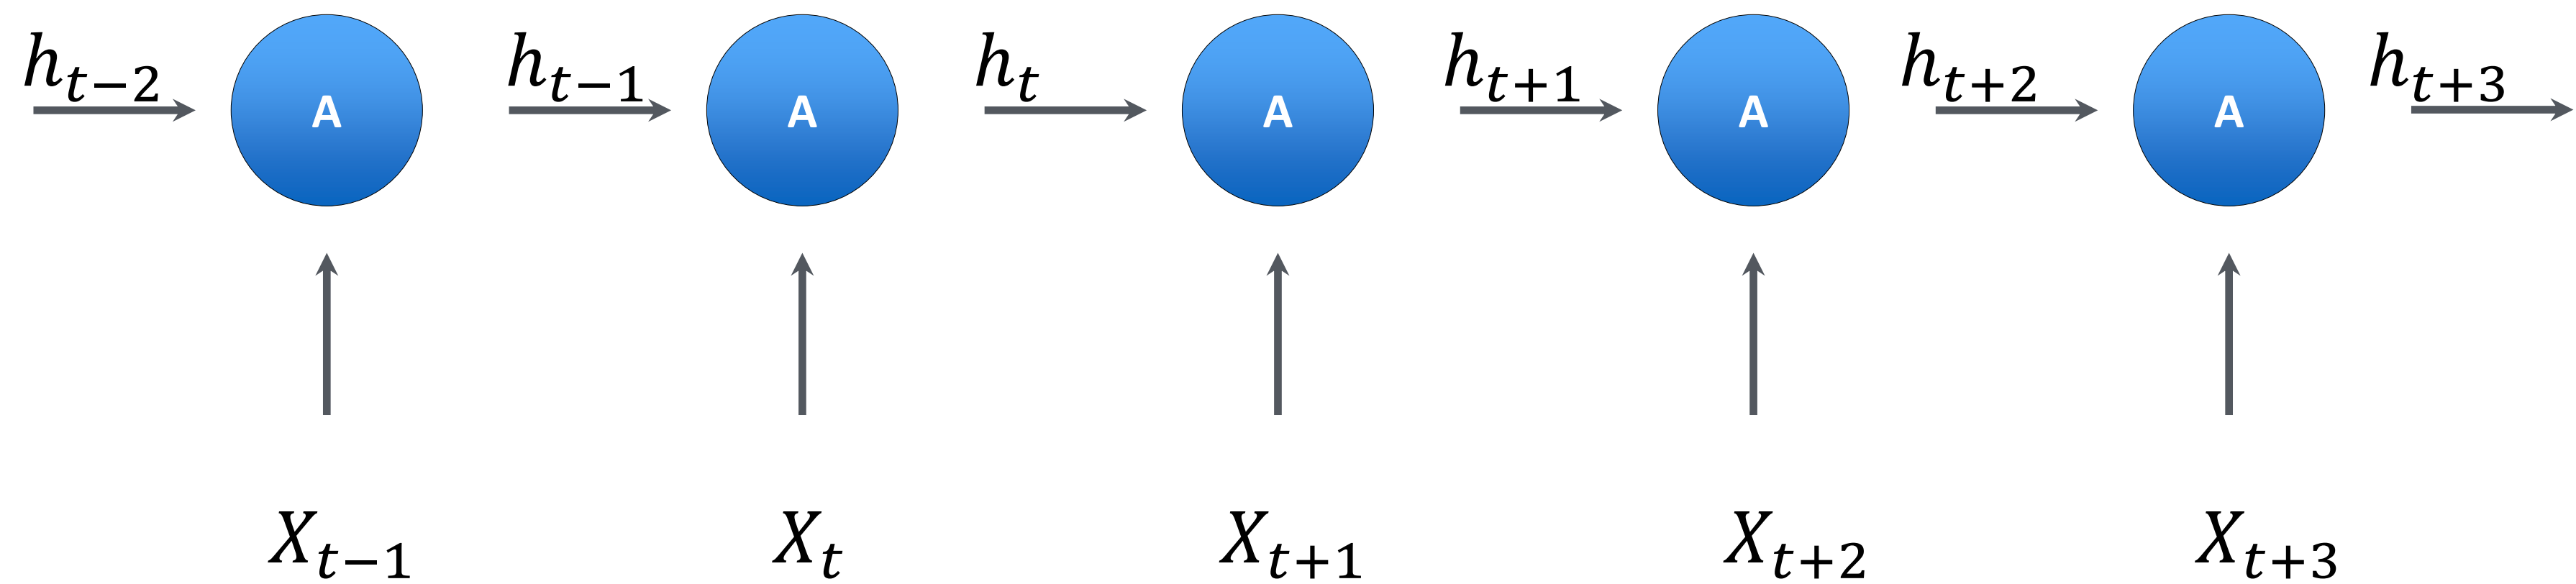 h_{t-2} A h_{t-1} A h_t A h_{t+1} A h_{t+2} A h_{t+3}
X_{t-1} X_t X_{t+1} X_{t+2} X_{t+3}